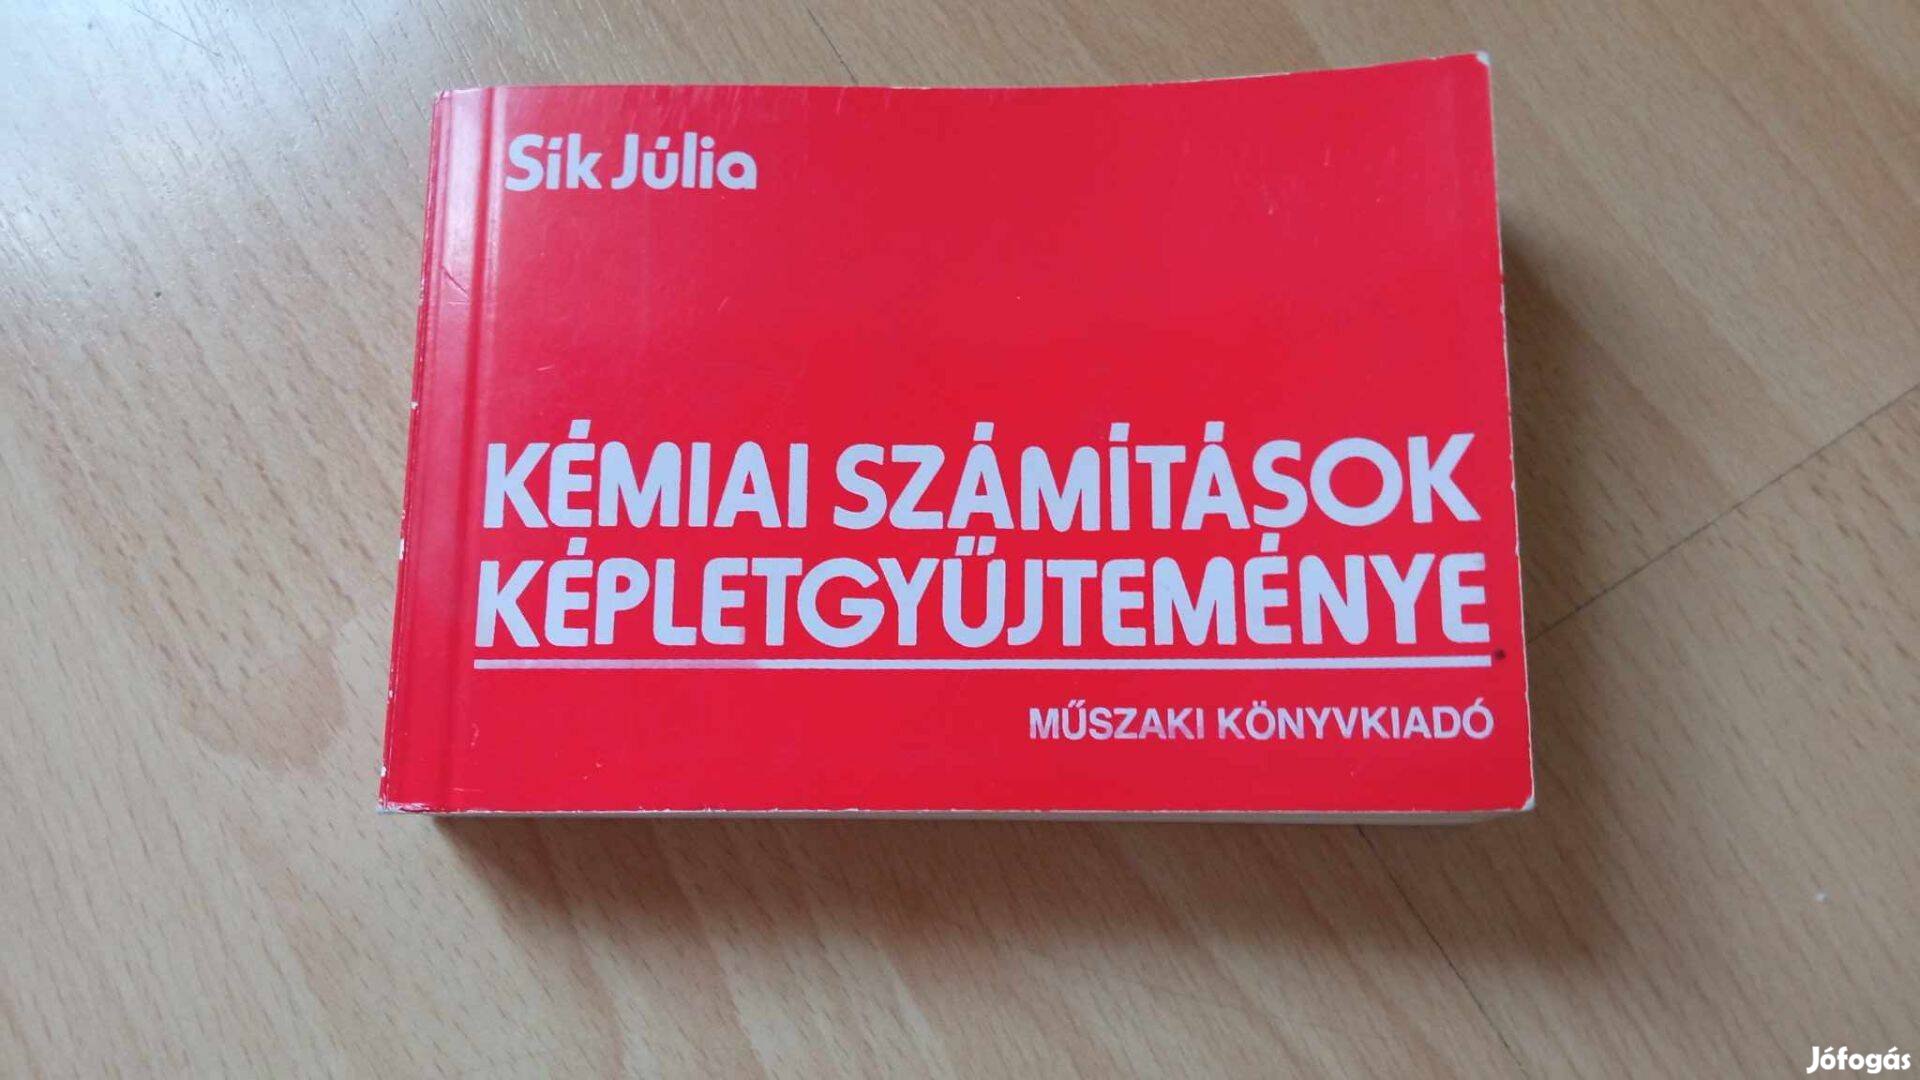 Sík Júlia
KÉMIAI SZÁMÍTÁSOK
KÉPLETGYŰJTEMÉNYE
MŰSZAKI KÖNYVKIADÓ
Jófogás